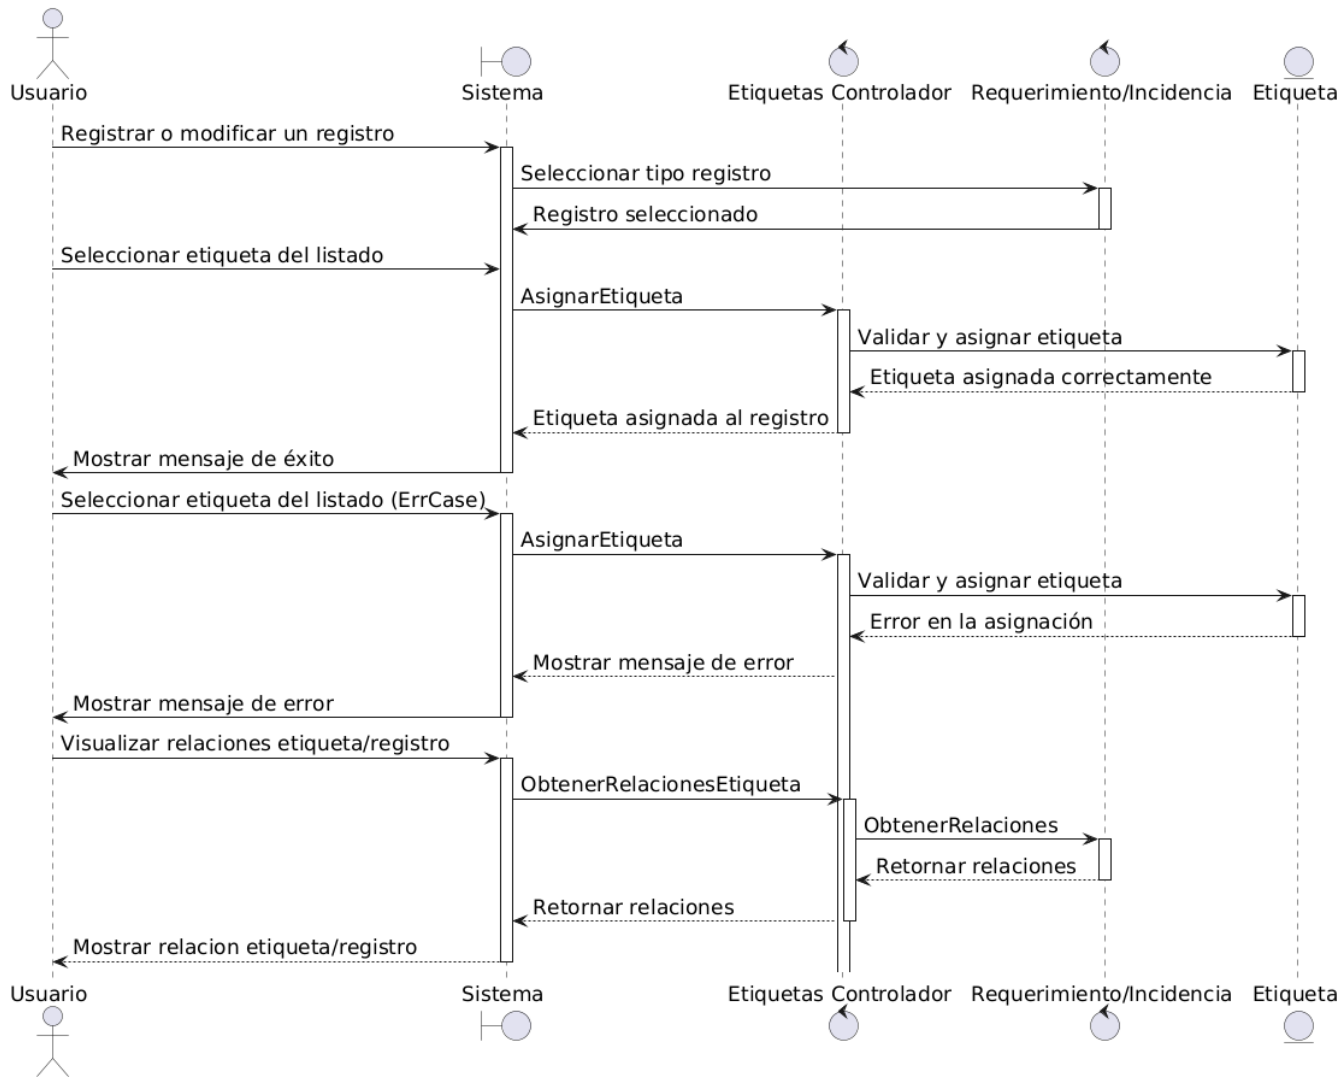 Usuario
Sistema
Etiquetas Controlador
Requerimiento/Incidencia
Etiqueta
Registrar o modificar un registro
Seleccionar tipo registro
Registro seleccionado
Seleccionar etiqueta del listado
AsignarEtiqueta
Validar y asignar etiqueta
Etiqueta asignada correctamente
Etiqueta asignada al registro
Mostrar mensaje de éxito
Seleccionar etiqueta del listado (ErrCase)
AsignarEtiqueta
Validar y asignar etiqueta
Error en la asignación
Mostrar mensaje de error
Mostrar mensaje de error
Visualizar relaciones etiqueta/registro
ObtenerRelacionesEtiqueta
ObtenerRelaciones
Retornar relaciones
Retornar relaciones
Mostrar relacion etiqueta/registro
Usuario
Sistema
Etiquetas Controlador
Requerimiento/Incidencia
Etiqueta